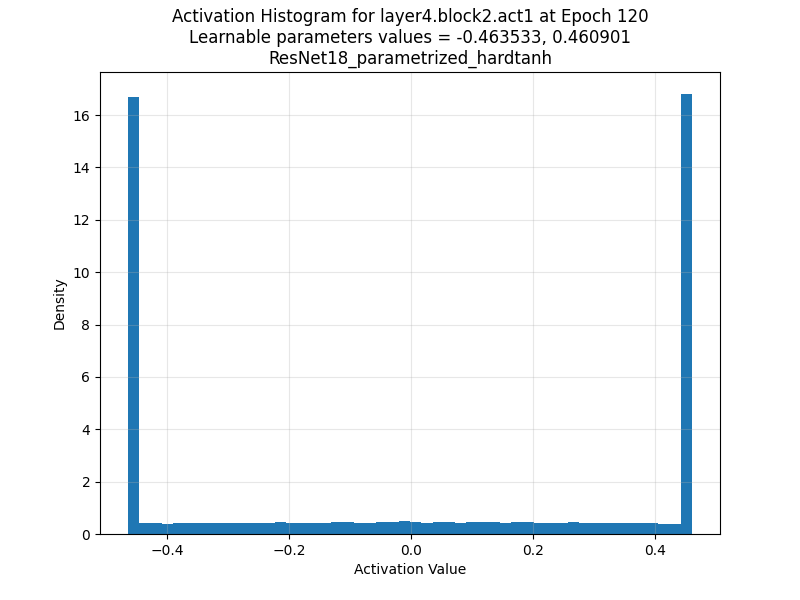 Activation Histogram for layer4.block2.act1 at Epoch 120
Learnable parameters values = -0.463533, 0.460901
ResNet18_parametrized_hardtanh
16
14
12
10
8
6
4
2
0
Density
−0.4
−0.2
0.0
0.2
0.4
Activation Value